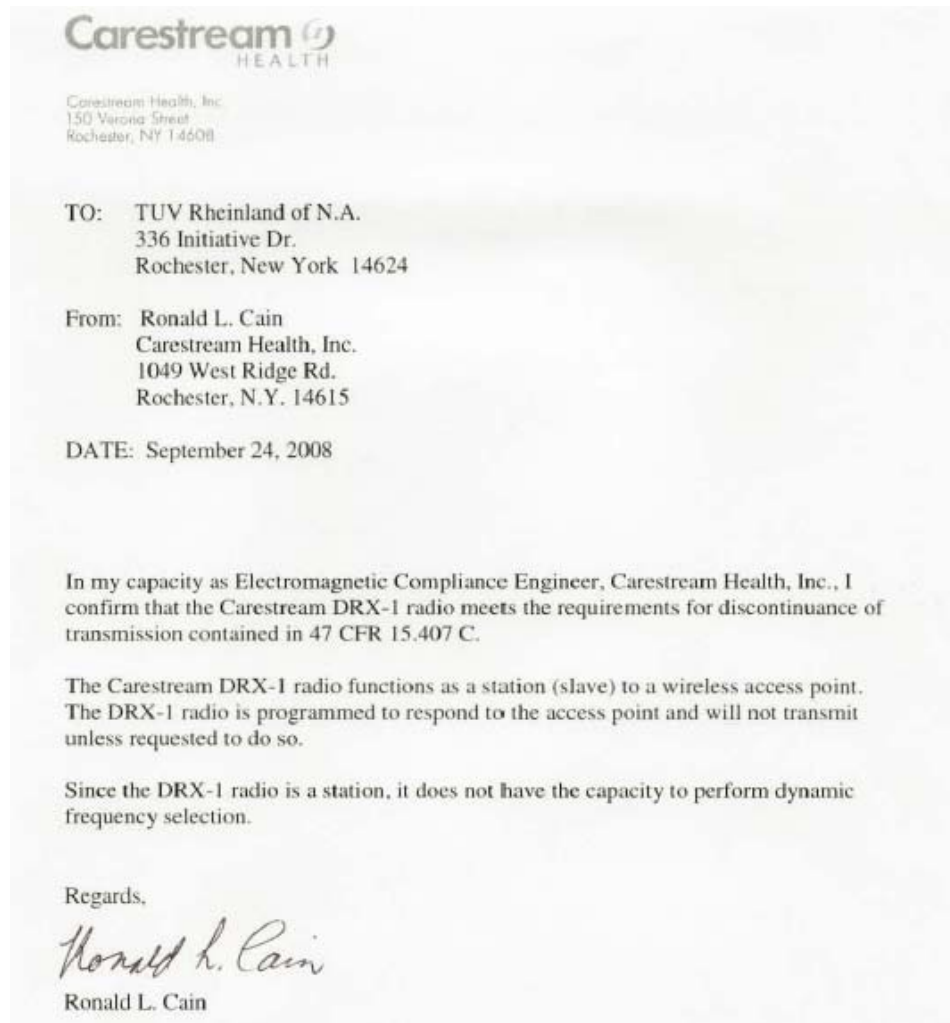 Carestream
HEALTH
Carestream Health, Inc.
150 Verona Street
Rochester, NY 14608
TO: TUV Rheinland of N.A.
336 Initiative Dr.
Rochester, New York 14624
From: Ronald L. Cain
Carestream Health, Inc.
1049 West Ridge Rd.
Rochester, N.Y. 14615
DATE: September 24, 2008
In my capacity as Electromagnetic Compliance Engineer, Carestream Health, Inc., I
confirm that the Carestream DRX-1 radio meets the requirements for discontinuance of
transmission contained in 47 CFR 15.407 C.
The Carestream DRX-1 radio functions as a station (slave) to a wireless access point.
The DRX-1 radio is programmed to respond to the access point and will not transmit
unless requested to do so.
Since the DRX-1 radio is a station, it does not have the capacity to perform dynamic
frequency selection.
Regards,
Ronald L. Cain
Ronald L. Cain